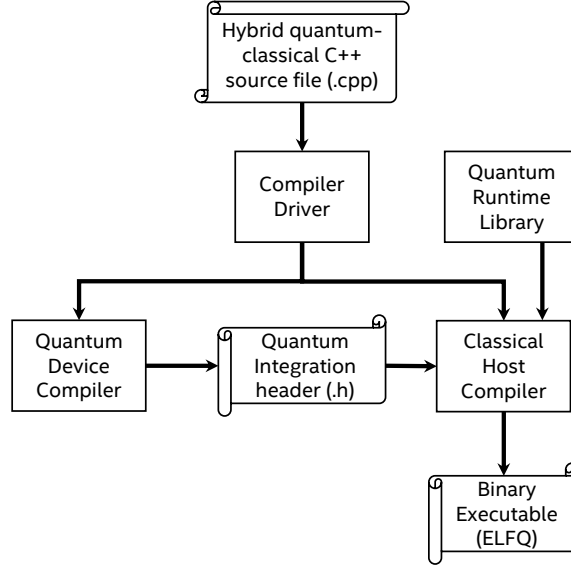 Hybrid quantum-
classical C++
source file (.cpp)
Compiler
Driver
Quantum
Runtime
Library
Quantum
Device
Compiler
Quantum
Integration
header (.h)
Classical
Host
Compiler
Binary
Executable
(ELFQ)